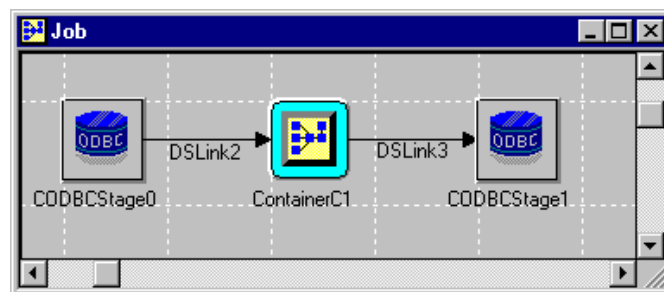 Job
ODBC
ODBC
DSLink2
DSLink3
CODBCStage0
ContainerC1
CODBCStage1